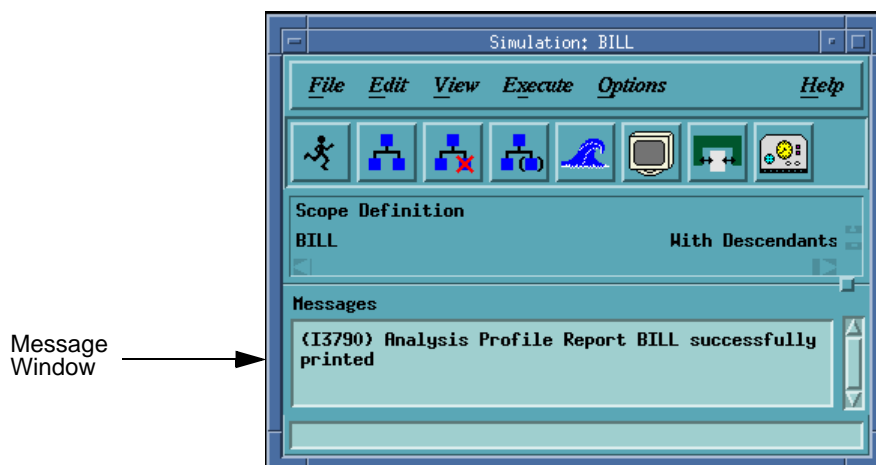 Simulation: BILL
File Edit View Execute Options Help
Scope Definition
BILL With Descendants
Messages
(I3790) Analysis Profile Report BILL successfully
printed
Message
Window